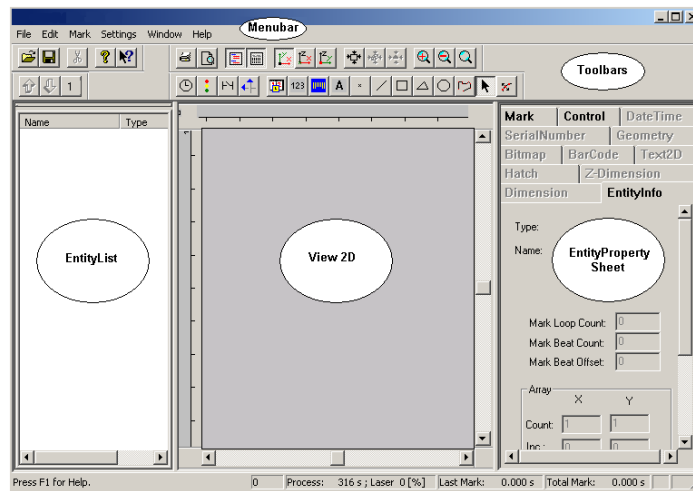 Menubar
File Edit Mark Settings Window Help
Toolbars
1
123 A
Name Type
EntityList
View 2D
Mark Control DateTime
SerialNumber Geometry
Bitmap BarCode Text2D
Hatch Z-Dimension
Dimension EntityInfo
Type:
Name:
EntityProperty
Sheet
Mark Loop Count: 0
Mark Beat Count: 0
Mark Beat Offset: 0
Array
X Y
Count: 1 1
Inc.: 0 0
Press F1 for Help. 0 Process: 316 s ; Laser 0 [%] Last Mark: 0.000 s Total Mark: 0.000 s